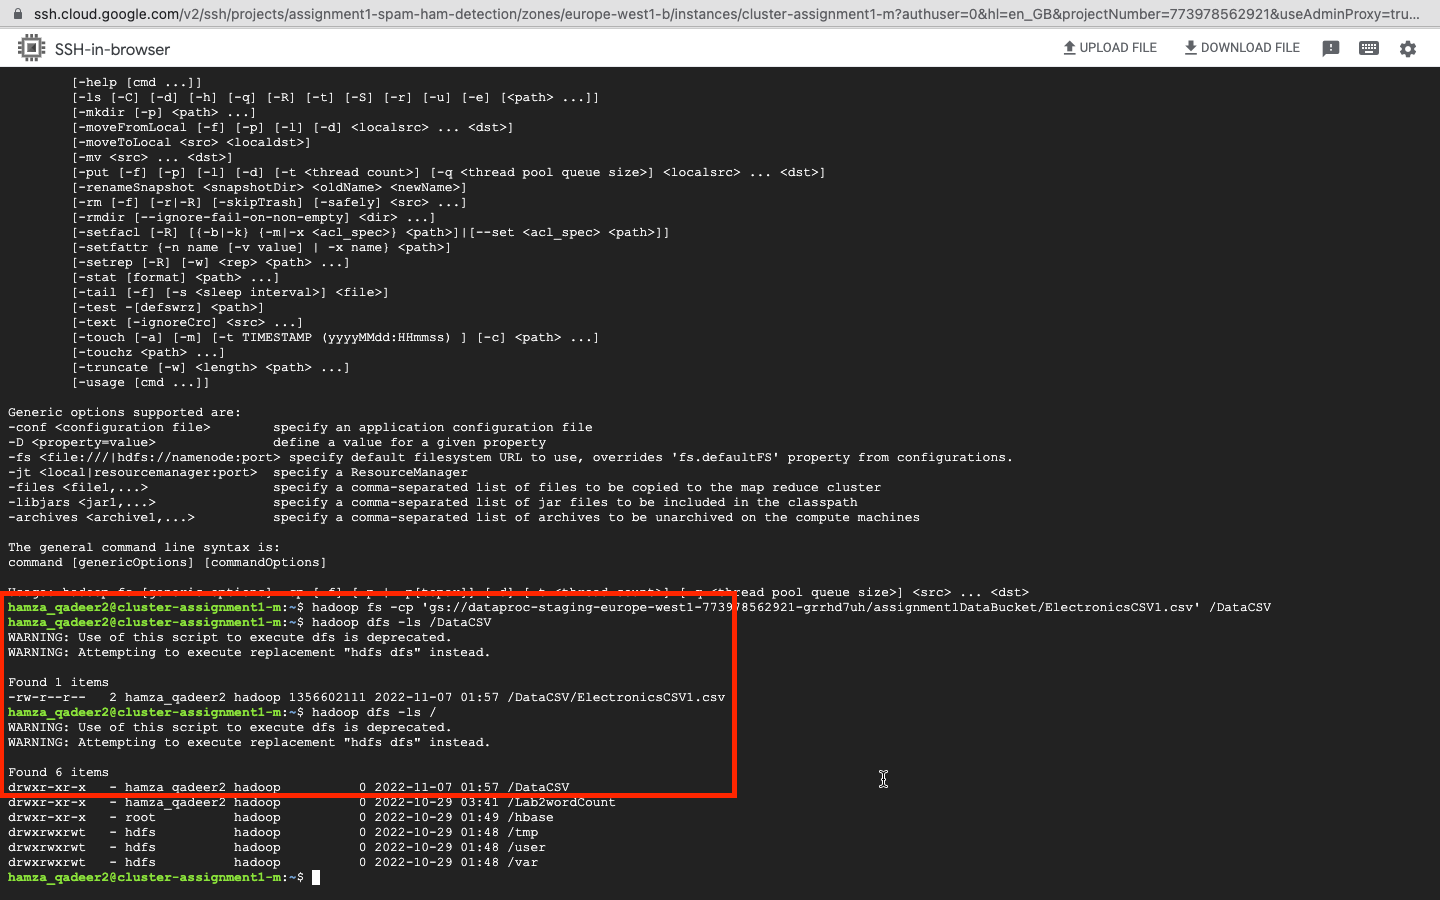 ssh.cloud.google.com/v2/ssh/projects/assignment1-spam-ham-detection/zones/europe-west1-b/instances/cluster-assignment1-m?authuser=0&hl=en_GB&projectNumber=773978562921&useAdminProxy=tru...
SSH-in-browser
UPLOAD FILE
DOWNLOAD FILE
[-help [cmd ...]]
[-ls [-C] [-d] [-h] [-q] [-R] [-t] [-S] [-r] [-u] [-e] [<path> ...]]
[-mkdir [-p] <path> ...]
[-moveFromLocal [-f] [-p] [-l] [-d] <localsrc> ... <dst>]
[-moveToLocal <src> <localdst>]
[-mv <src> ... <dst>]
[-put [-f] [-p] [-l] [-d] [-t <thread count>] [-q <thread pool queue size>] <localsrc> ... <dst>]
[-renameSnapshot <snapshotDir> <oldName> <newName>]
[-rm [-f] [-r|-R] [-skipTrash] [-safely] <src> ...]
[-rmdir [--ignore-fail-on-non-empty] <dir> ...]
[-setfacl [-R] [{-b|-k} {-m|-x <acl_spec>} <path>]|[--set <acl_spec> <path>]]
[-setfattr {-n name [-v value] | -x name} <path>]
[-setrep [-R] [-w] <rep> <path> ...]
[-stat [format] <path> ...]
[-tail [-f] [-s <sleep interval>] <file>]
[-test -[defswrz] <path>]
[-text [-ignoreCrc] <src> ...]
[-touch [-a] [-m] [-t TIMESTAMP (yyyyMMdd:HHmmss) ] [-c] <path> ...]
[-touchz <path> ...]
[-truncate [-w] <length> <path> ...]
[-usage [cmd ...]]
Generic options supported are:
-conf <configuration file>        specify an application configuration file
-D <property=value>               define a value for a given property
-fs <file:///|hdfs://namenode:port> specify default filesystem URL to use, overrides 'fs.defaultFS' property from configurations.
-jt <local|resourcemanager:port>  specify a ResourceManager
-files <file1,...>                specify a comma-separated list of files to be copied to the map reduce cluster
-libjars <jar1,...>               specify a comma-separated list of jar files to be included in the classpath
-archives <archive1,...>          specify a comma-separated list of archives to be unarchived on the compute machines
The general command line syntax is:
command [genericOptions] [commandOptions]
Usage: hadoop fs [generic options] -cp [-f] [-p | -p[topax]] [-d] [-t <thread count>] [-q <thread pool queue size>] <src> ... <dst>
hamza_qadeer2@cluster-assignment1-m:~$ hadoop fs -cp 'gs://dataproc-staging-europe-west1-773978562921-grrhd7uh/assignment1DataBucket/ElectronicsCSV1.csv' /DataCSV
hamza_qadeer2@cluster-assignment1-m:~$ hadoop dfs -ls /DataCSV
WARNING: Use of this script to execute dfs is deprecated.
WARNING: Attempting to execute replacement "hdfs dfs" instead.
Found 1 items
-rw-r--r--   2 hamza_qadeer2 hadoop 1356602111 2022-11-07 01:57 /DataCSV/ElectronicsCSV1.csv
hamza_qadeer2@cluster-assignment1-m:~$ hadoop dfs -ls /
WARNING: Use of this script to execute dfs is deprecated.
WARNING: Attempting to execute replacement "hdfs dfs" instead.
Found 6 items
drwxr-xr-x   - hamza_qadeer2 hadoop          0 2022-11-07 01:57 /DataCSV
drwxr-xr-x   - hamza_qadeer2 hadoop          0 2022-10-29 03:41 /Lab2wordCount
drwxr-xr-x   - root          hadoop          0 2022-10-29 01:49 /hbase
drwxrwxrwt   - hdfs          hadoop          0 2022-10-29 01:48 /tmp
drwxrwxrwt   - hdfs          hadoop          0 2022-10-29 01:48 /user
drwxrwxrwt   - hdfs          hadoop          0 2022-10-29 01:48 /var
hamza_qadeer2@cluster-assignment1-m:~$